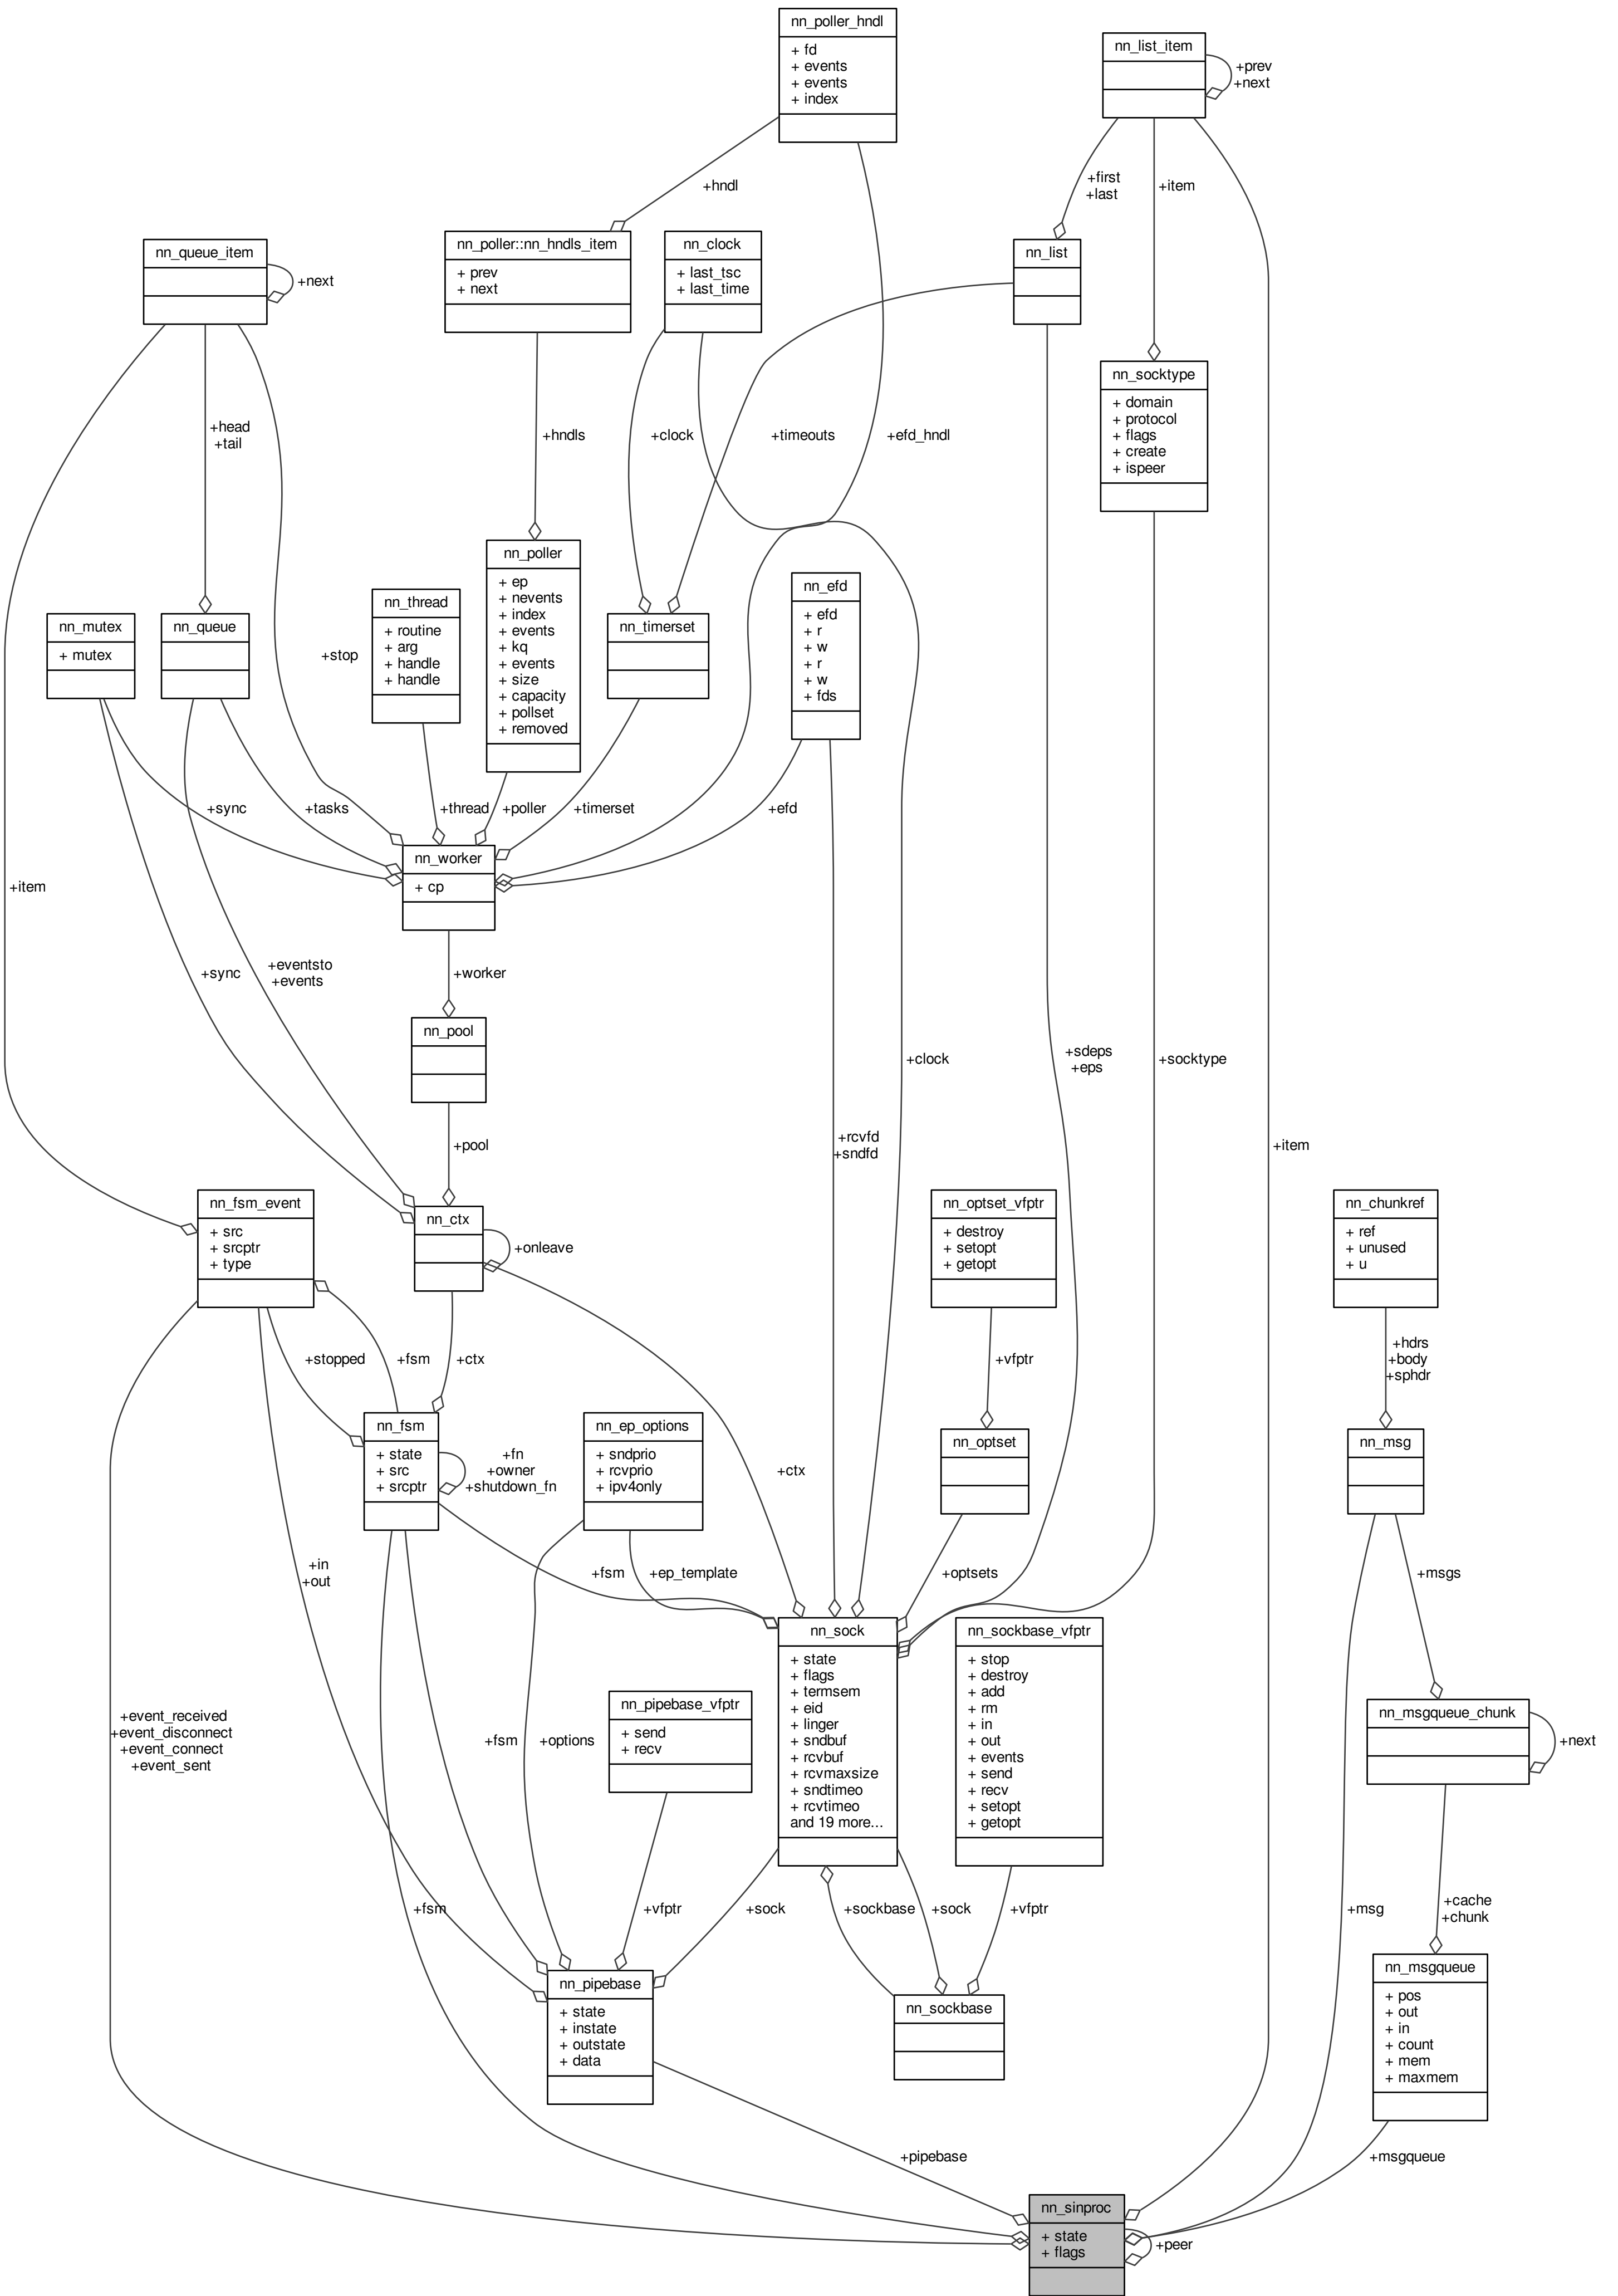 nn_poller_hndl
+ fd
+ events
+ events
+ index
nn_list_item
+prev
+next
+hndl
+first
+last
+item
nn_queue_item
+next
nn_poller::nn_hndls_item
+ prev
+ next
nn_clock
+ last_tsc
+ last_time
nn_list
nn_socktype
+ domain
+ protocol
+ flags
+ create
+ ispeer
+head
+tail
+hndls
+clock
+timeouts
+efd_hndl
nn_mutex
+ mutex
nn_queue
+stop
nn_thread
+ routine
+ arg
+ handle
+ handle
nn_poller
+ ep
+ nevents
+ index
+ events
+ kq
+ events
+ size
+ capacity
+ pollset
+ removed
nn_timerset
nn_efd
+ efd
+ r
+ w
+ r
+ w
+ fds
+sync
+tasks
+thread
+poller
+timerset
+efd
nn_worker
+ cp
+item
+sync
+eventsto
+events
+worker
nn_pool
+clock
+sdeps
+eps
+socktype
+pool
+rcvfd
+sndfd
+item
nn_fsm_event
+ src
+ srcptr
+ type
nn_ctx
+onleave
nn_optset_vfptr
+ destroy
+ setopt
+ getopt
nn_chunkref
+ ref
+ unused
+ u
+stopped
+fsm
+ctx
+vfptr
+hdrs
+body
+sphdr
nn_fsm
+ state
+ src
+ srcptr
+fn
+owner
+shutdown_fn
nn_ep_options
+ sndprio
+ rcvprio
+ ipv4only
+ctx
nn_optset
nn_msg
+in
+out
+fsm
+ep_template
+optsets
+msgs
nn_sock
+ state
+ flags
+ termsem
+ eid
+ linger
+ sndbuf
+ rcvbuf
+ rcvmaxsize
+ sndtimeo
+ rcvtimeo
and 19 more...
nn_sockbase_vfptr
+ stop
+ destroy
+ add
+ rm
+ in
+ out
+ events
+ send
+ recv
+ setopt
+ getopt
nn_pipebase_vfptr
+ send
+ recv
nn_msgqueue_chunk
+next
+event_received
+event_disconnect
+event_connect
+event_sent
+fsm
+options
+fsm
+vfptr
+sock
+sockbase
+sock
+vfptr
+msg
+cache
+chunk
nn_pipebase
+ state
+ instate
+ outstate
+ data
nn_sockbase
nn_msgqueue
+ pos
+ out
+ in
+ count
+ mem
+ maxmem
+pipebase
+msgqueue
nn_sinproc
+ state
+ flags
+peer